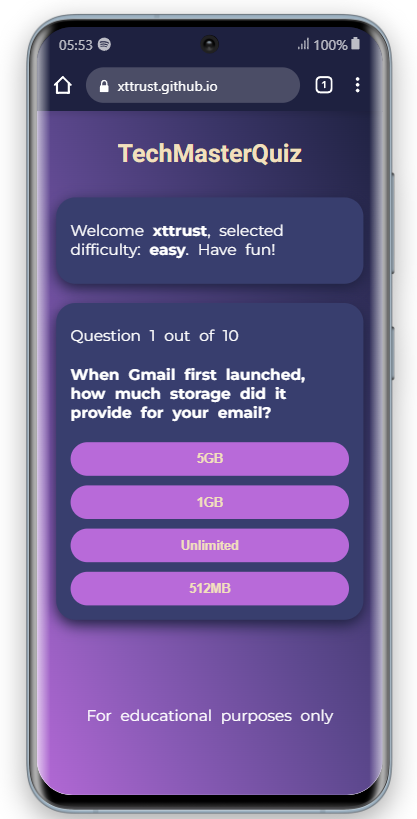 05:53 100%
xttrust.github.io 1
TechMasterQuiz
Welcome xttrust, selected
difficulty: easy. Have fun!
Question 1 out of 10
When Gmail first launched,
how much storage did it
provide for your email?
5GB
1GB
Unlimited
512MB
For educational purposes only